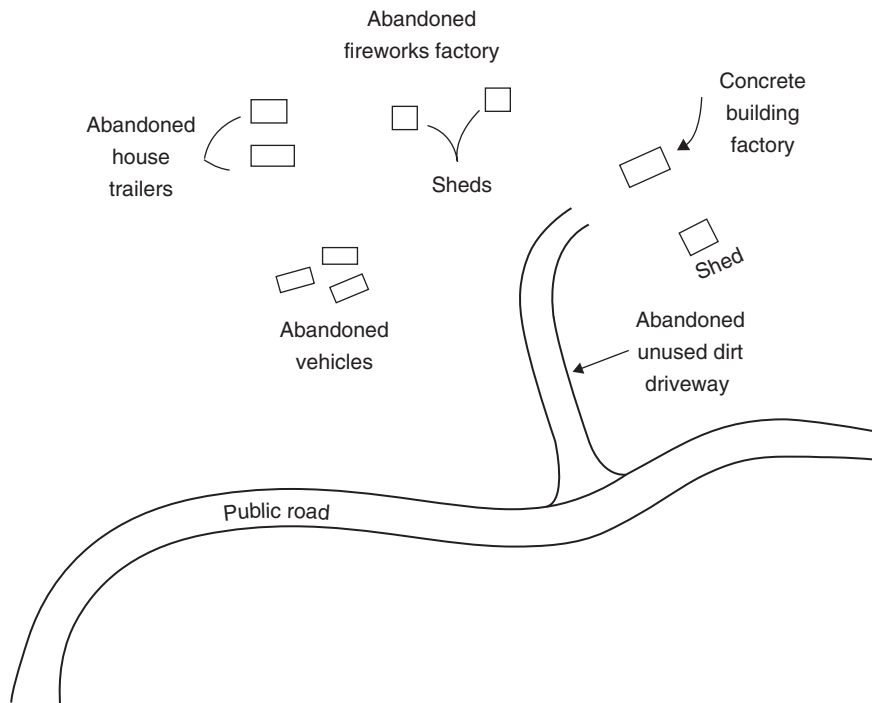 Abandoned
fireworks factory
Concrete
building
factory
Abandoned
house
trailers
Sheds
Shed
Abandoned
vehicles
Abandoned
unused dirt
driveway
Public road